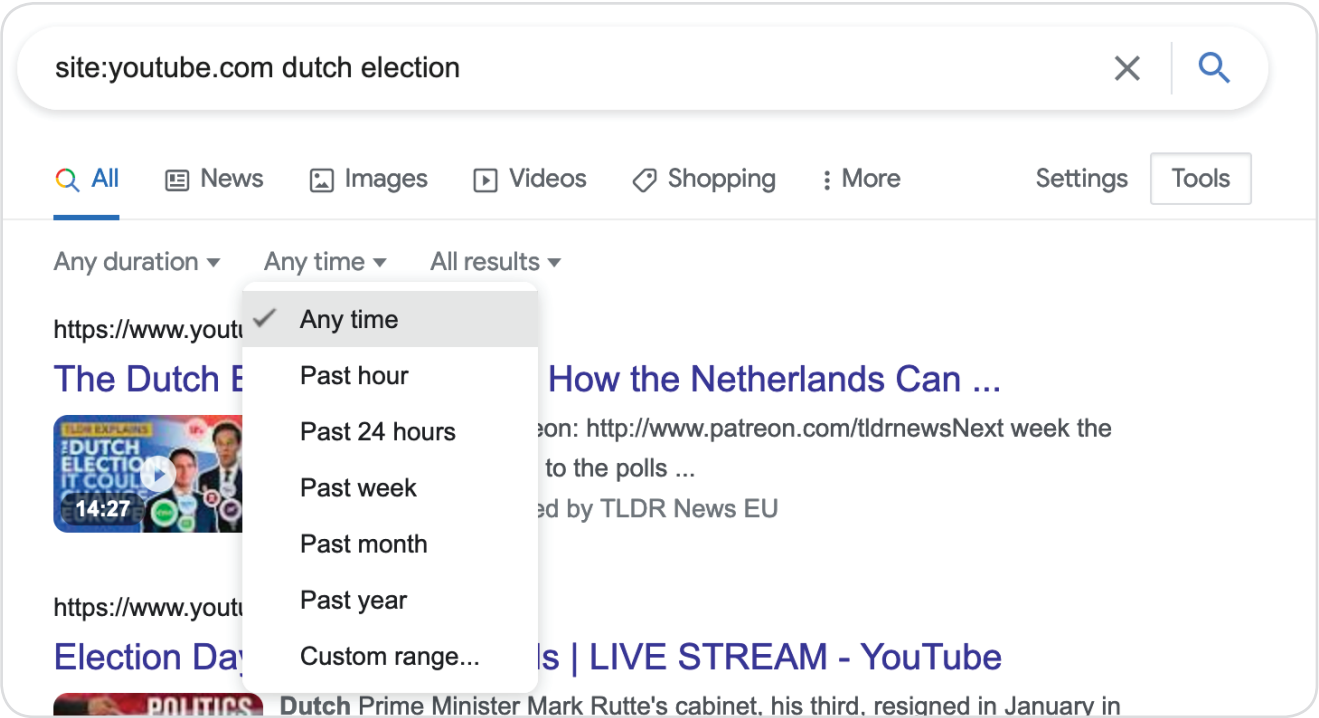 site:youtube.com dutch election
All News Images Videos Shopping More Settings Tools
Any duration Any time All results
Any time
Past hour
Past 24 hours
Past week
Past month
Past year
Custom range...
https://www.youtu
The Dutch E How the Netherlands Can ...
TLDR EXPLAINS
THE DUTCH
ELECTION:
IT COULD
14:27
eon: http://www.patreon.com/tldrnewsNext week the
to the polls ...
ed by TLDR News EU
https://www.youtu
Election Day ds | LIVE STREAM - YouTube
POLITICS
Dutch Prime Minister Mark Rutte's cabinet, his third, resigned in January in